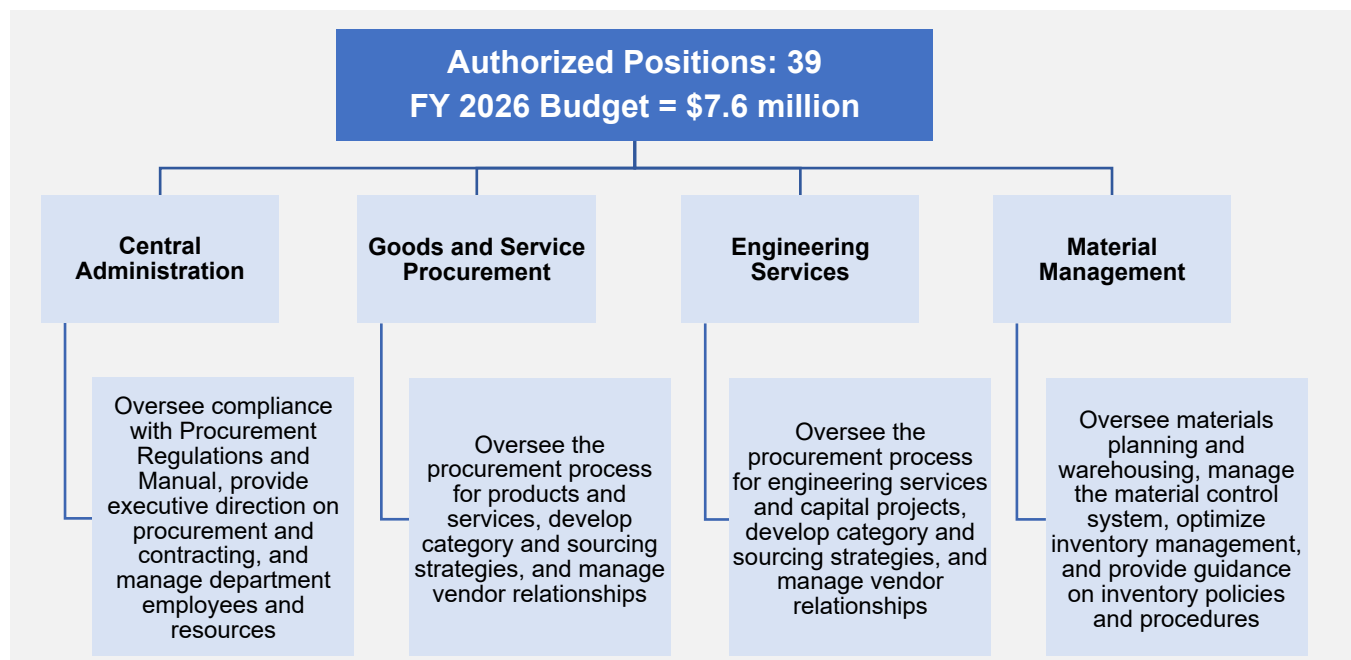 Authorized Positions: 39
FY 2026 Budget = $7.6 million
Central
Administration
Goods and Service
Procurement
Engineering
Services
Material
Management
Oversee compliance
with Procurement
Regulations and
Manual, provide
executive direction on
procurement and
contracting, and
manage department
employees and
resources
Oversee the
procurement process
for products and
services, develop
category and sourcing
strategies, and manage
vendor relationships
Oversee the
procurement process
for engineering services
and capital projects,
develop category and
sourcing strategies, and
manage vendor
relationships
Oversee materials
planning and
warehousing, manage
the material control
system, optimize
inventory management,
and provide guidance
on inventory policies
and procedures